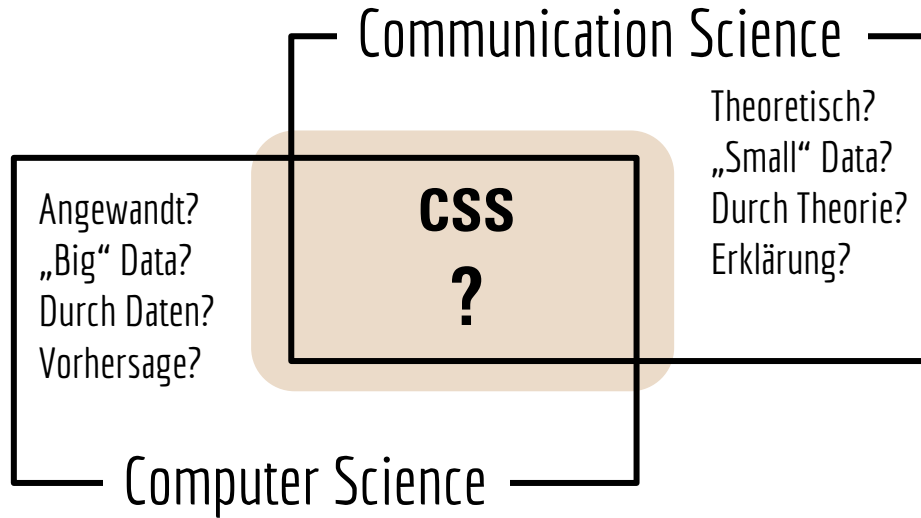 Communication Science
Theoretisch?
„Small“ Data?
Durch Theorie?
Erklärung?
CSS
?
Angewandt?
„Big“ Data?
Durch Daten?
Vorhersage?
Computer Science